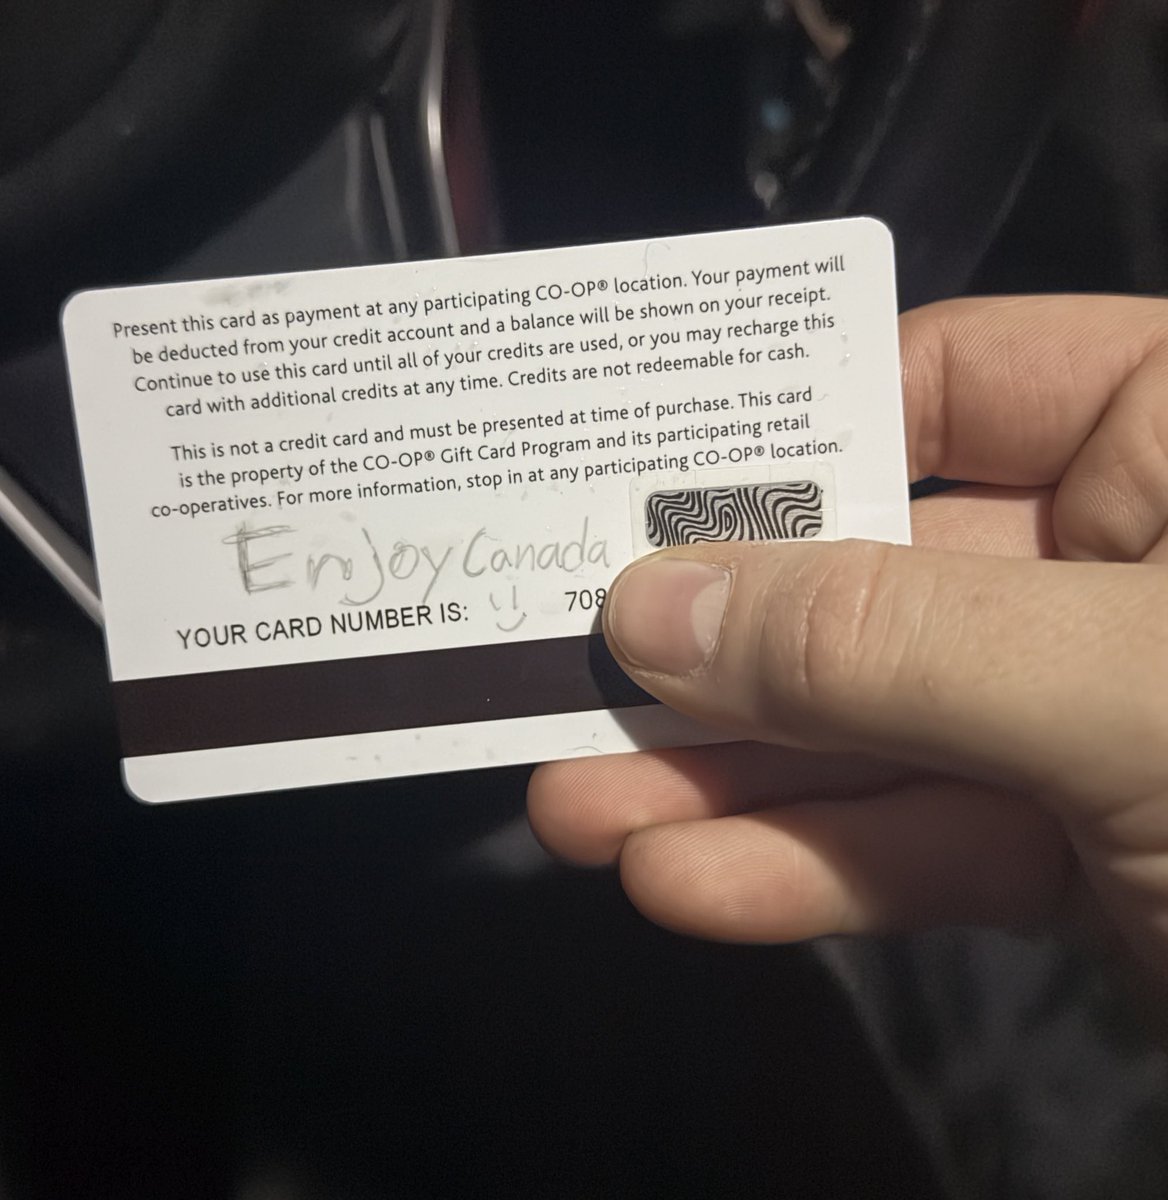 Present this card as payment at any participating CO-OP® location. Your payment will
be deducted from your credit account and a balance will be shown on your receipt.
Continue to use this card until all of your credits are used, or you may recharge this
card with additional credits at any time. Credits are not redeemable for cash.
This is not a credit card and must be presented at time of purchase. This card
is the property of the CO-OP® Gift Card Program and its participating retail
co-operatives. For more information, stop in at any participating CO-OP® location.
Enjoy Canada
YOUR CARD NUMBER IS: 708